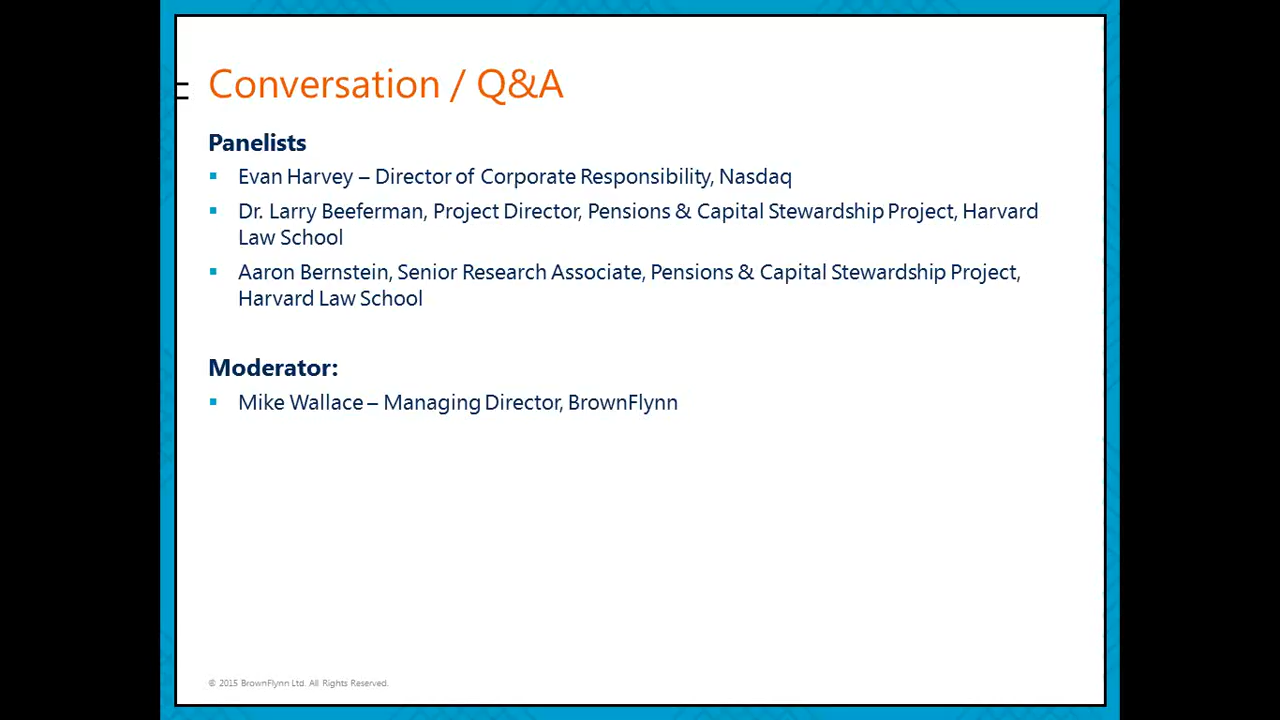 Conversation / Q&A
Panelists
▪ Evan Harvey – Director of Corporate Responsibility, Nasdaq
▪ Dr. Larry Beeferman, Project Director, Pensions & Capital Stewardship Project, Harvard
Law School
▪ Aaron Bernstein, Senior Research Associate, Pensions & Capital Stewardship Project,
Harvard Law School
Moderator:
▪ Mike Wallace – Managing Director, BrownFlynn
© 2015 BrownFlynn Ltd. All Rights Reserved.